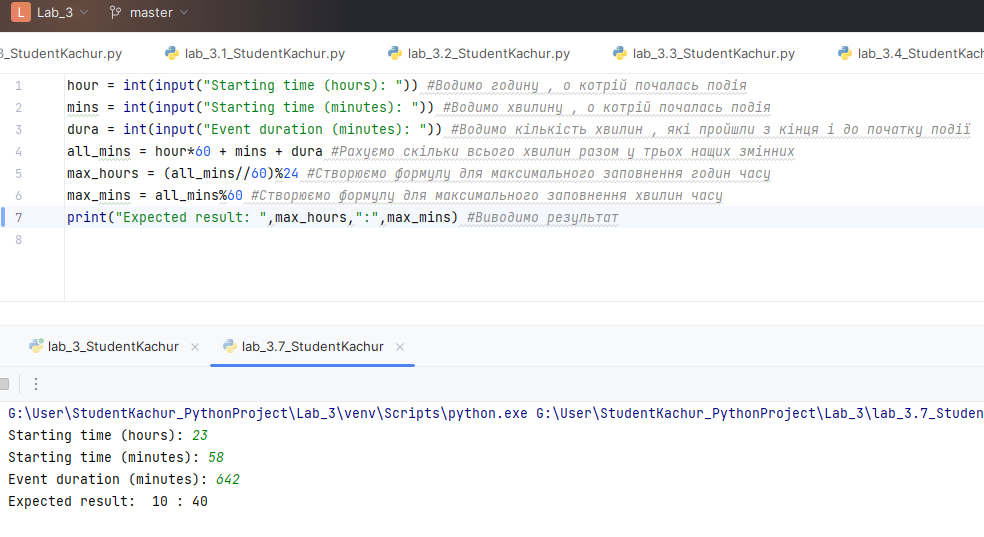 L Lab_3 master
3_StudentKachur.py lab_3.1_StudentKachur.py lab_3.2_StudentKachur.py lab_3.3_StudentKachur.py lab_3.4_StudentKach
1 hour = int(input("Starting time (hours): ")) #Водимо годину , о котрій почалась подія
2 mins = int(input("Starting time (minutes): ")) #Водимо хвилину , о котрій почалась подія
3 dura = int(input("Event duration (minutes): ")) #Водимо кількість хвилин , які пройшли з кінця і до початку події
4 all_mins = hour*60 + mins + dura #Рахуємо скільки всього хвилин разом у трьох нащих змінних
5 max_hours = (all_mins//60)%24 #Створюємо формулу для максимального заповнення годин часу
6 max_mins = all_mins%60 #Створюємо формулу для максимального заповнення хвилин часу
7 print("Expected result: ",max_hours,":",max_mins) #Виводимо результат
8
lab_3_StudentKachur × lab_3.7_StudentKachur ×
G:\User\StudentKachur_PythonProject\Lab_3\venv\Scripts\python.exe G:\User\StudentKachur_PythonProject\Lab_3\lab_3.7_Studen
Starting time (hours): 23
Starting time (minutes): 58
Event duration (minutes): 642
Expected result:  10 : 40